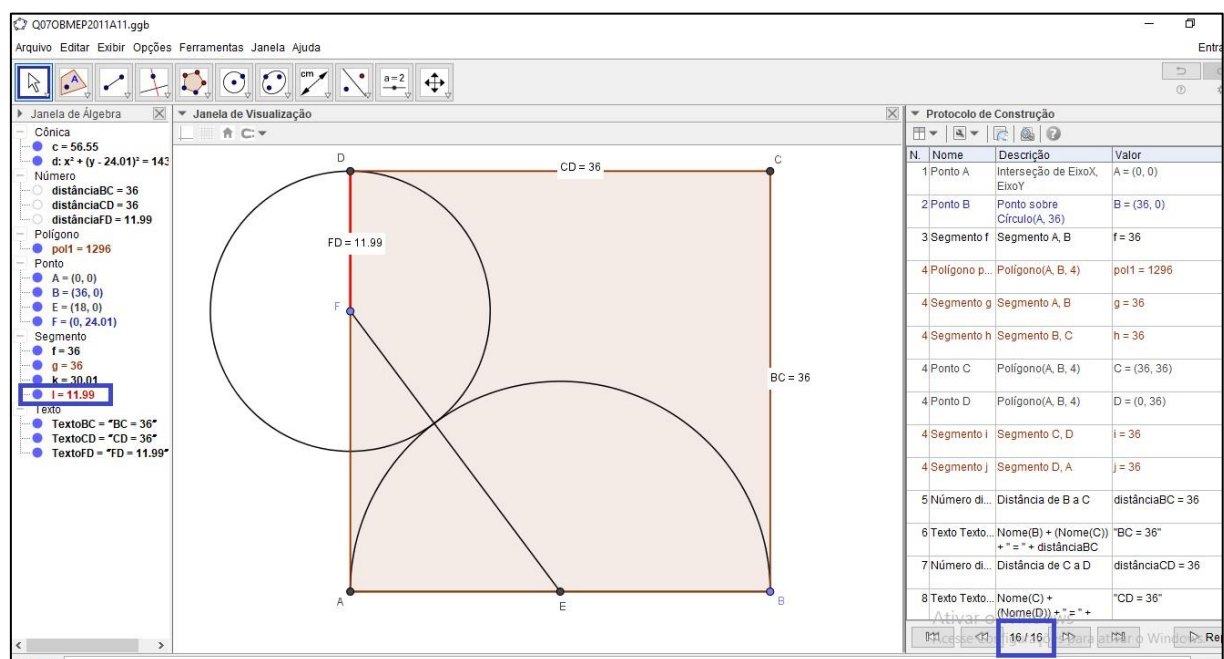 Q07OBMEP2011A11.ggb
Arquivo Editar Exibir Opções Ferramentas Janela Ajuda
Entra
A
cm
a=2
Janela de Álgebra
Cônica
c = 56.55
d: x² + (y - 24.01)² = 143
Número
distânciaBC = 36
distânciaCD = 36
distânciaFD = 11.99
Polígono
pol1 = 1296
Ponto
A = (0, 0)
B = (36, 0)
E = (18, 0)
F = (0, 24.01)
Segmento
f = 36
g = 36
k = 30.01
l = 11.99
Texto
TextoBC = "BC = 36"
TextoCD = "CD = 36"
TextoFD = "FD = 11.99"
Janela de Visualização
D
CD = 36
C
FD = 11.99
F
BC = 36
A
E
B
Protocolo de Construção
N. Nome Descrição Valor
1 Ponto A Interseção de EixoX, A = (0, 0)
EixoY
2 Ponto B Ponto sobre B = (36, 0)
Círculo(A, 36)
3 Segmento f Segmento A, B f = 36
4 Polígono p... Polígono(A, B, 4) pol1 = 1296
4 Segmento g Segmento A, B g = 36
4 Segmento h Segmento B, C h = 36
4 Ponto C Polígono(A, B, 4) C = (36, 36)
4 Ponto D Polígono(A, B, 4) D = (0, 36)
4 Segmento i Segmento C, D i = 36
4 Segmento j Segmento D, A j = 36
5 Número di... Distância de B a C distânciaBC = 36
6 Texto Texto... Nome(B) + (Nome(C)) "BC = 36"
+ " = " + distânciaBC
7 Número di... Distância de C a D distânciaCD = 36
8 Texto Texto... Nome(C) + "CD = 36"
(Nome(D)) + " = " +
16 / 16
Re